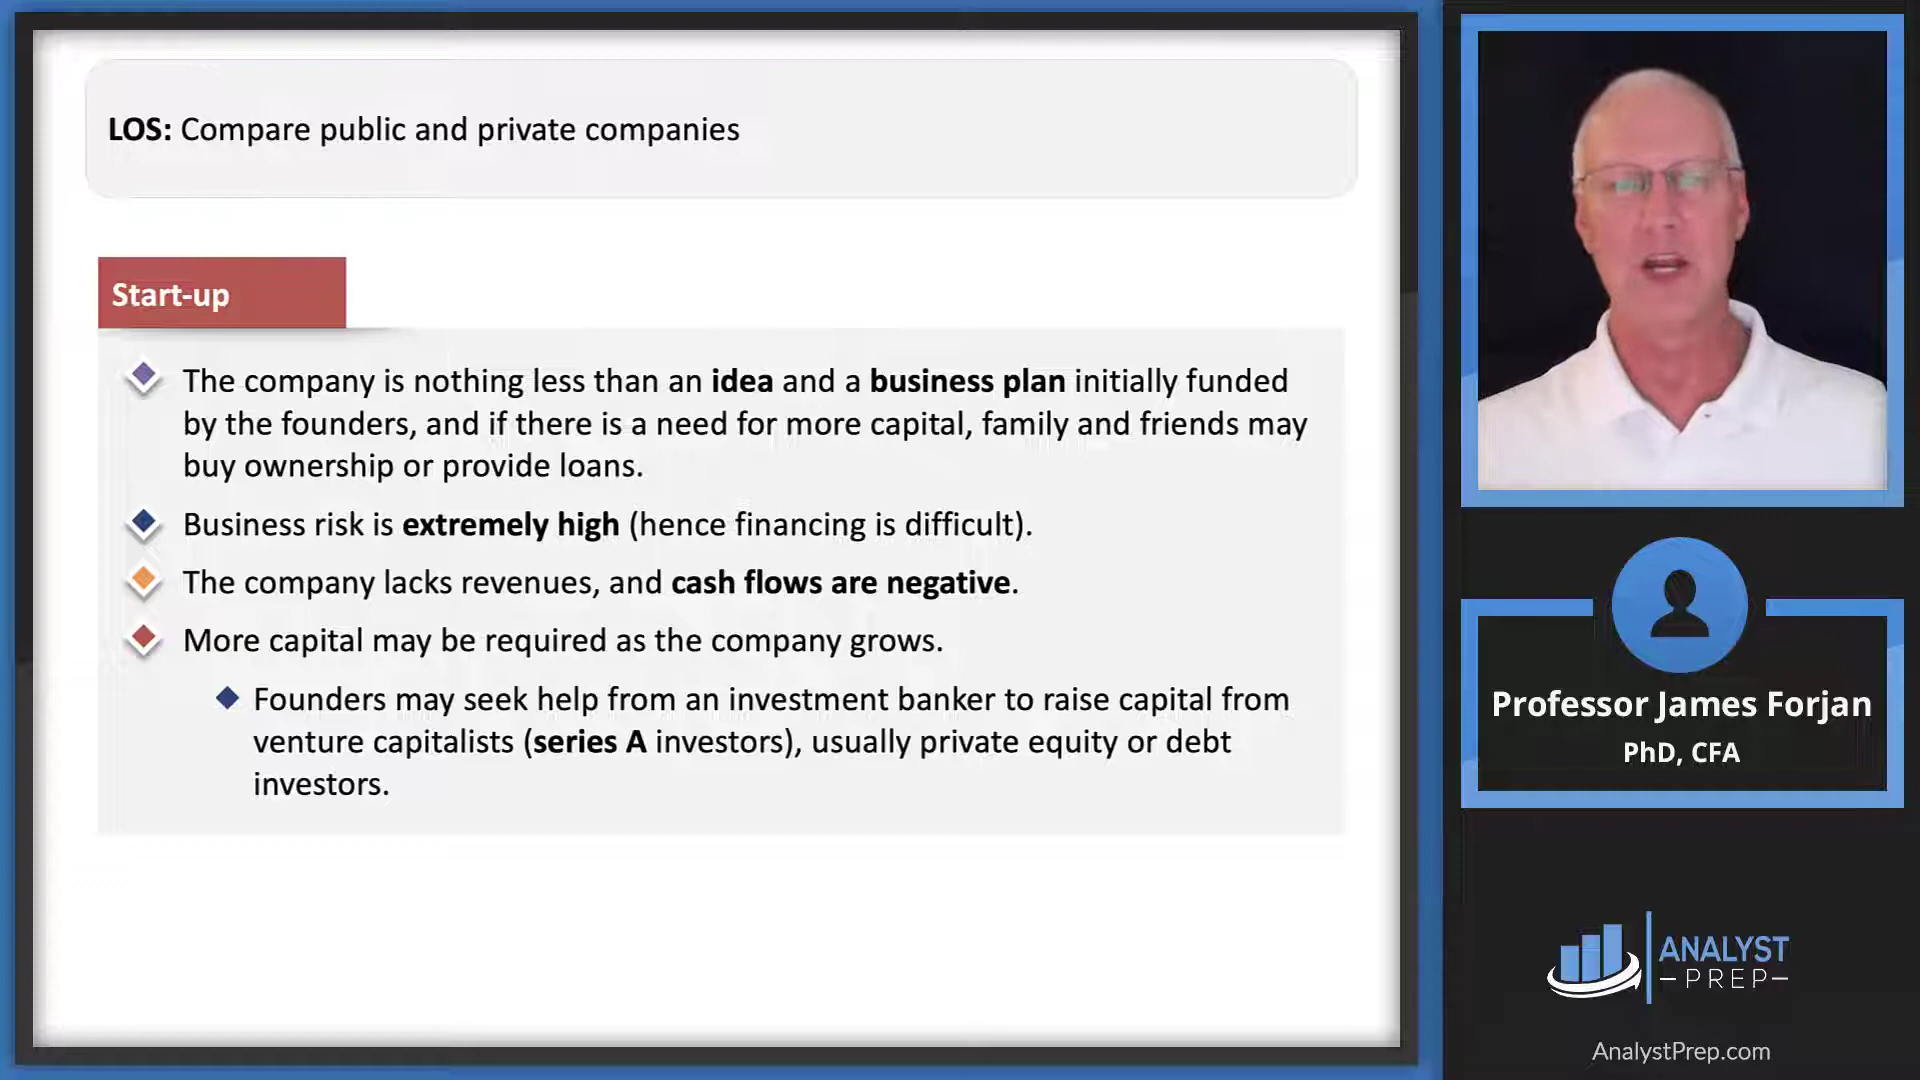 LOS: Compare public and private companies
Start-up
The company is nothing less than an idea and a business plan initially funded
by the founders, and if there is a need for more capital, family and friends may
buy ownership or provide loans.
Business risk is extremely high (hence financing is difficult).
The company lacks revenues, and cash flows are negative.
More capital may be required as the company grows.
Founders may seek help from an investment banker to raise capital from
venture capitalists (series A investors), usually private equity or debt
investors.
Professor James Forjan
PhD, CFA
ANALYST
PREP
AnalystPrep.com